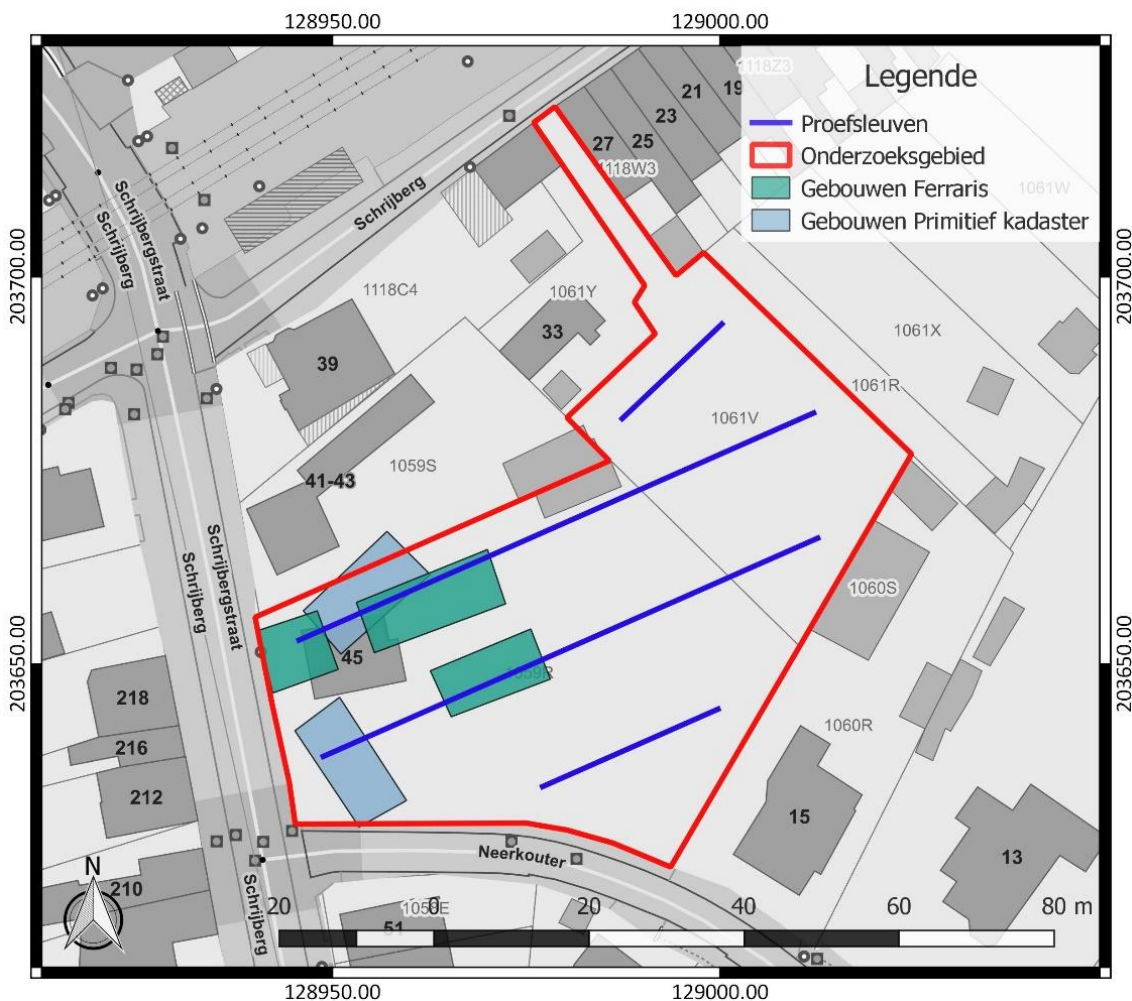 128950.00
129000.00
Legende
Proefsleuven
Onderzoeksgebied
Gebouwen Ferraris
Gebouwen Primitief kadaster
1118Z3
19
21
23
25
27
1118W3
1061W
Schrijbergstraat
Schrijberg
Schrijberg
203700.00
203700.00
1118C4
1061Y
33
1061X
39
1061R
1061V
1059S
41-43
Schrijbergstraat
Schrijberg
1060S
45
1059R
203650.00
203650.00
218
216
212
1060R
15
13
Neerkouter
N
210
Schrijberg
51
20
0
20
40
60
80 m
128950.00
129000.00